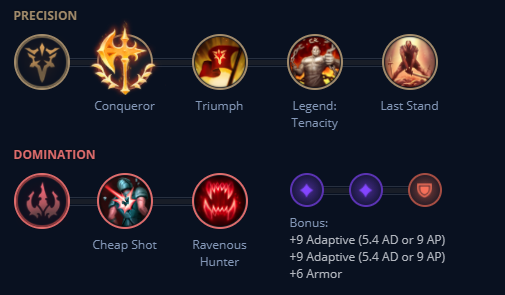 PRECISION
Conqueror
Triumph
Legend:
Tenacity
Last Stand
DOMINATION
Cheap Shot
Ravenous
Hunter
Bonus:
+9 Adaptive (5.4 AD or 9 AP)
+9 Adaptive (5.4 AD or 9 AP)
+6 Armor